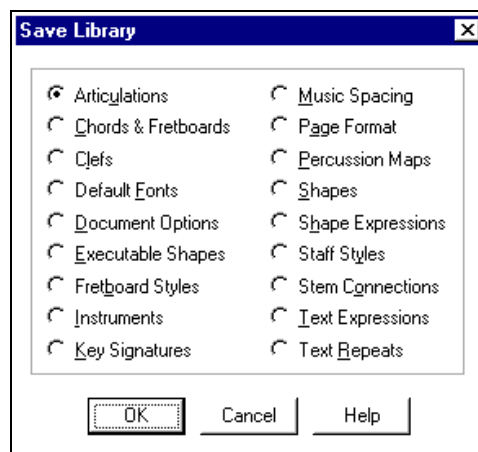 Save Library
Articulations
Chords & Fretboards
Clefs
Default Fonts
Document Options
Executable Shapes
Fretboard Styles
Instruments
Key Signatures
Music Spacing
Page Format
Percussion Maps
Shapes
Shape Expressions
Staff Styles
Stem Connections
Text Expressions
Text Repeats
OK Cancel Help